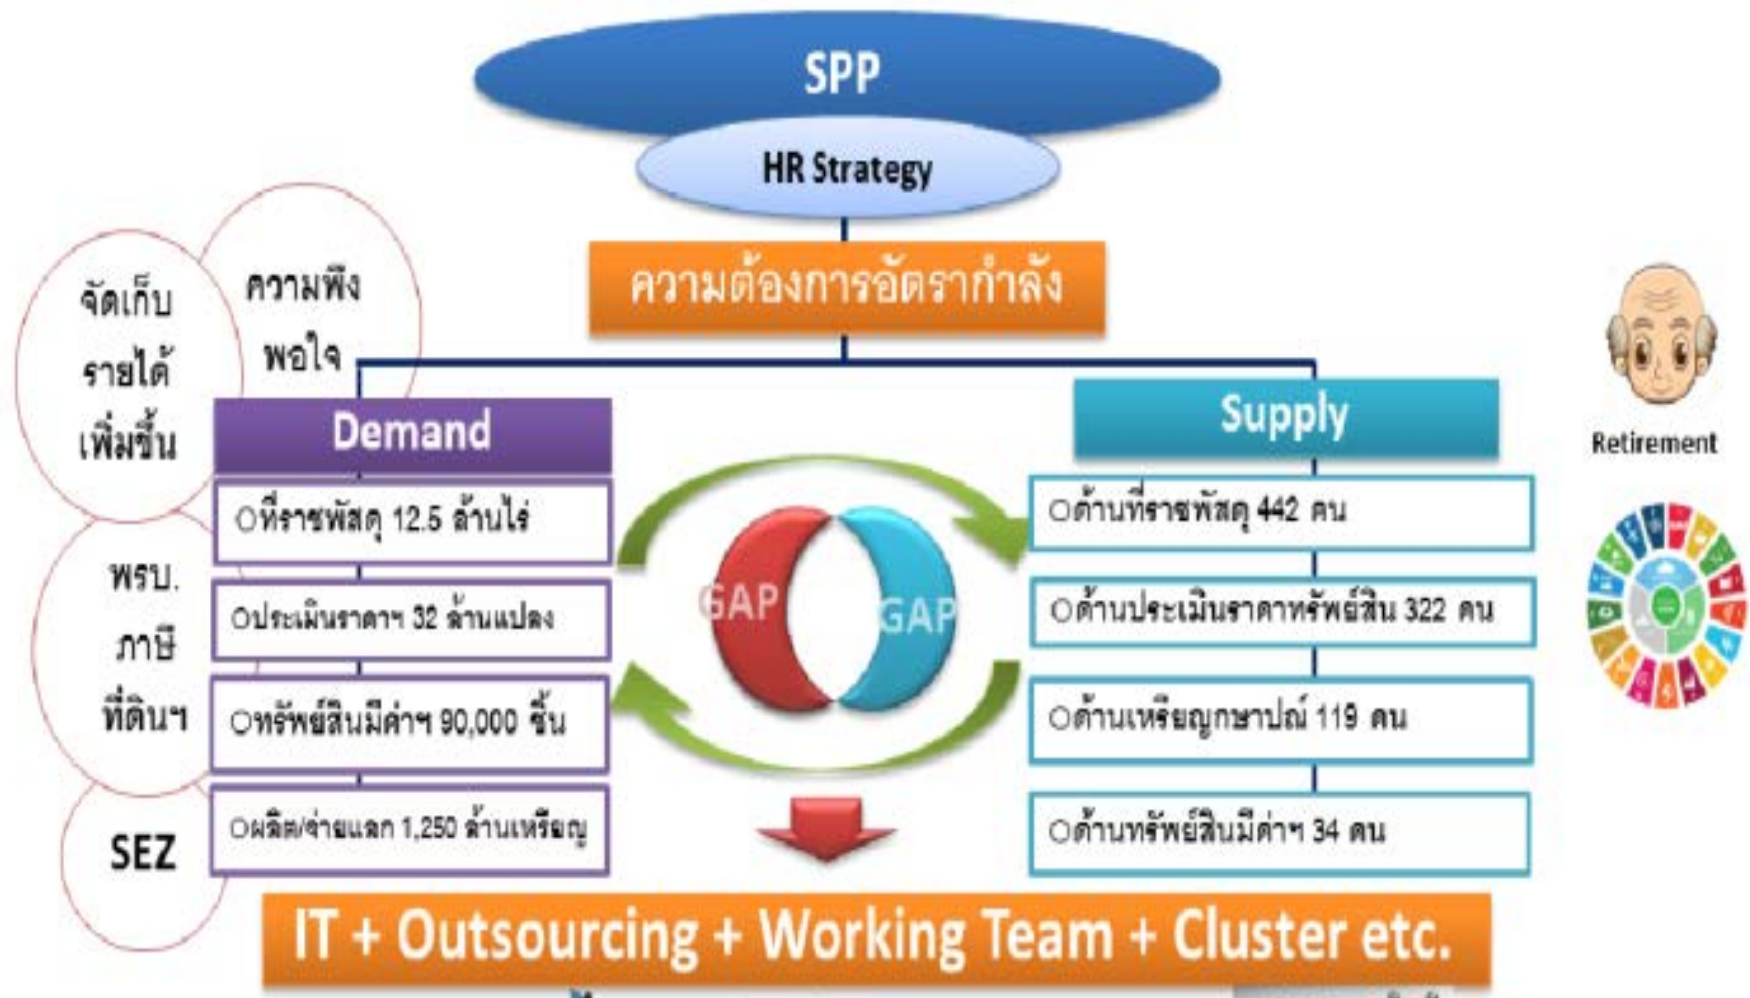 SPP
HR Strategy
ความต้องการอัตรากำลัง
ความพึง
พอใจ
จัดเก็บ
รายได้
เพิ่มขึ้น
พรบ.
ภาษี
ที่ดินฯ
SEZ
Demand
○ที่ราชพัสดุ 12.5 ล้านไร่
○ประเมินราคาฯ 32 ล้านแปลง
○ทรัพย์สินมีค่าฯ 90,000 ชิ้น
○ผลิต/จ่ายแลก 1,250 ล้านเหรียญ
GAP
GAP
Supply
○ด้านที่ราชพัสดุ 442 คน
○ด้านประเมินราคาทรัพย์สิน 322 คน
○ด้านเหรียญกษาปณ์ 119 คน
○ด้านทรัพย์สินมีค่าฯ 34 คน
Retirement
IT + Outsourcing + Working Team + Cluster etc.